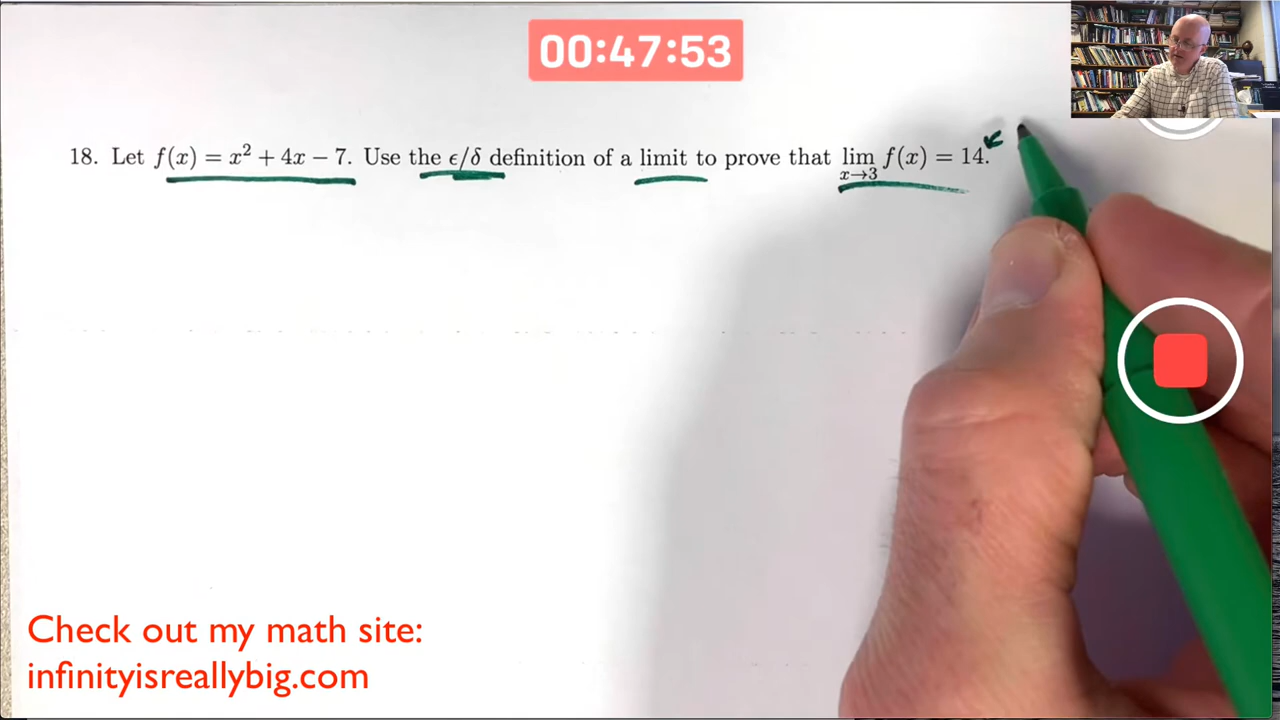 00:47:53
18. Let f(x) = x² + 4x − 7. Use the ϵ/δ definition of a limit to prove that lim x→3 f(x) = 14.
Check out my math site:
infinityisreallybig.com